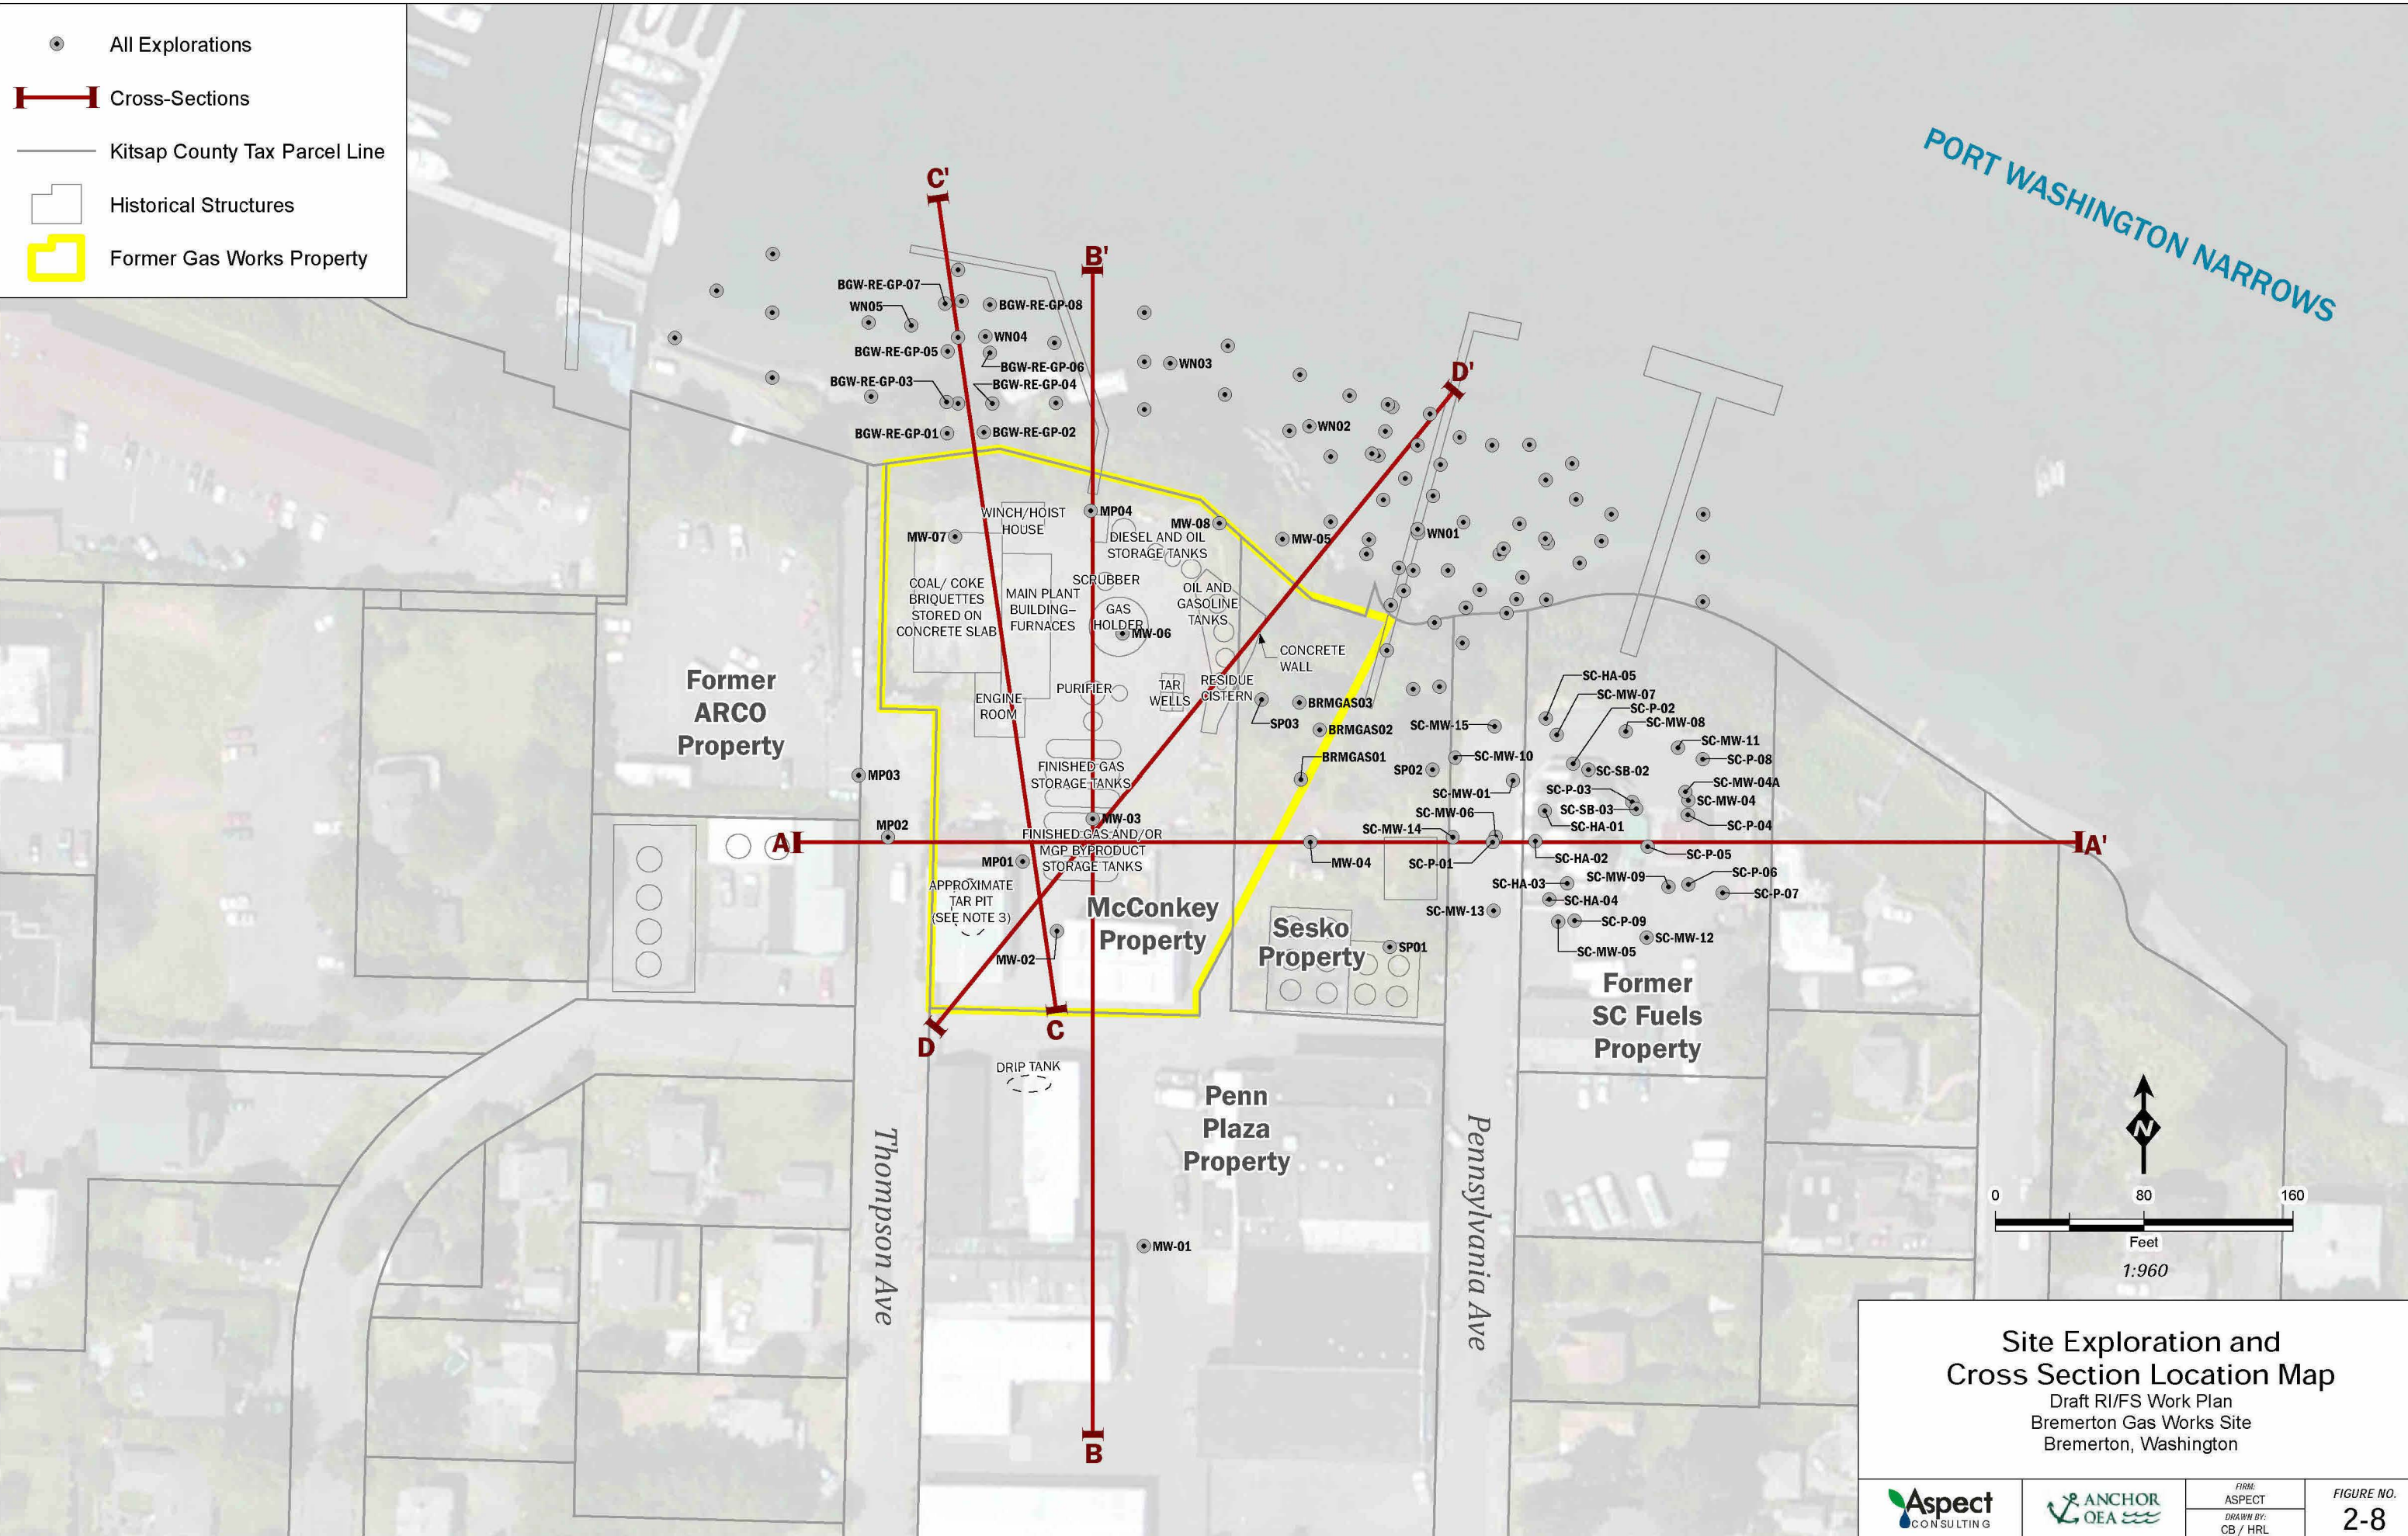 All Explorations
Cross-Sections
Kitsap County Tax Parcel Line
Historical Structures
Former Gas Works Property
PORT WASHINGTON NARROWS
C'
B'
D'
BGW-RE-GP-07
BGW-RE-GP-08
WN05
WN04
BGW-RE-GP-05
BGW-RE-GP-06
WN03
BGW-RE-GP-03
BGW-RE-GP-04
BGW-RE-GP-01
BGW-RE-GP-02
WN02
WINCH/HOIST
HOUSE
MP04
MW-08
MW-07
DIESEL AND OIL
STORAGE TANKS
MW-05
WN01
SCRUBBER
COAL/ COKE
BRIQUETTES
STORED ON
CONCRETE SLAB
MAIN PLANT
BUILDING–
FURNACES
GAS
HOLDER
MW-06
OIL AND
GASOLINE
TANKS
CONCRETE
WALL
ENGINE
ROOM
PURIFIER
TAR
WELLS
RESIDUE
CISTERN
SP03
BRMGAS03
BRMGAS02
BRMGAS01
Former
ARCO
Property
MP03
MP02
FINISHED GAS
STORAGE TANKS
MW-03
FINISHED GAS AND/OR
MGP BYPRODUCT
STORAGE TANKS
MP01
APPROXIMATE
TAR PIT
(SEE NOTE 3)
MW-02
McConkey
Property
A
A'
SC-HA-05
SC-MW-07
SC-P-02
SC-MW-08
SC-MW-15
SC-MW-11
SC-P-08
SC-MW-10
SP02
SC-SB-02
SC-MW-01
SC-P-03
SC-MW-04A
SC-MW-04
SC-MW-06
SC-SB-03
SC-MW-14
SC-HA-01
SC-P-04
MW-04
SC-P-01
SC-HA-02
SC-P-05
SC-HA-03
SC-MW-09
SC-P-06
SC-HA-04
SC-P-07
SC-MW-13
SC-P-09
SC-MW-12
SC-MW-05
Sesko
Property
SP01
Former
SC Fuels
Property
D
C
DRIP TANK
Penn
Plaza
Property
Thompson Ave
Pennsylvania Ave
MW-01
B
N
0 80 160
Feet
1:960
Site Exploration and
Cross Section Location Map
Draft RI/FS Work Plan
Bremerton Gas Works Site
Bremerton, Washington
Aspect
CONSULTING
ANCHOR
QEA
FIRM:
ASPECT
DRAWN BY:
CB / HRL
FIGURE NO.
2-8